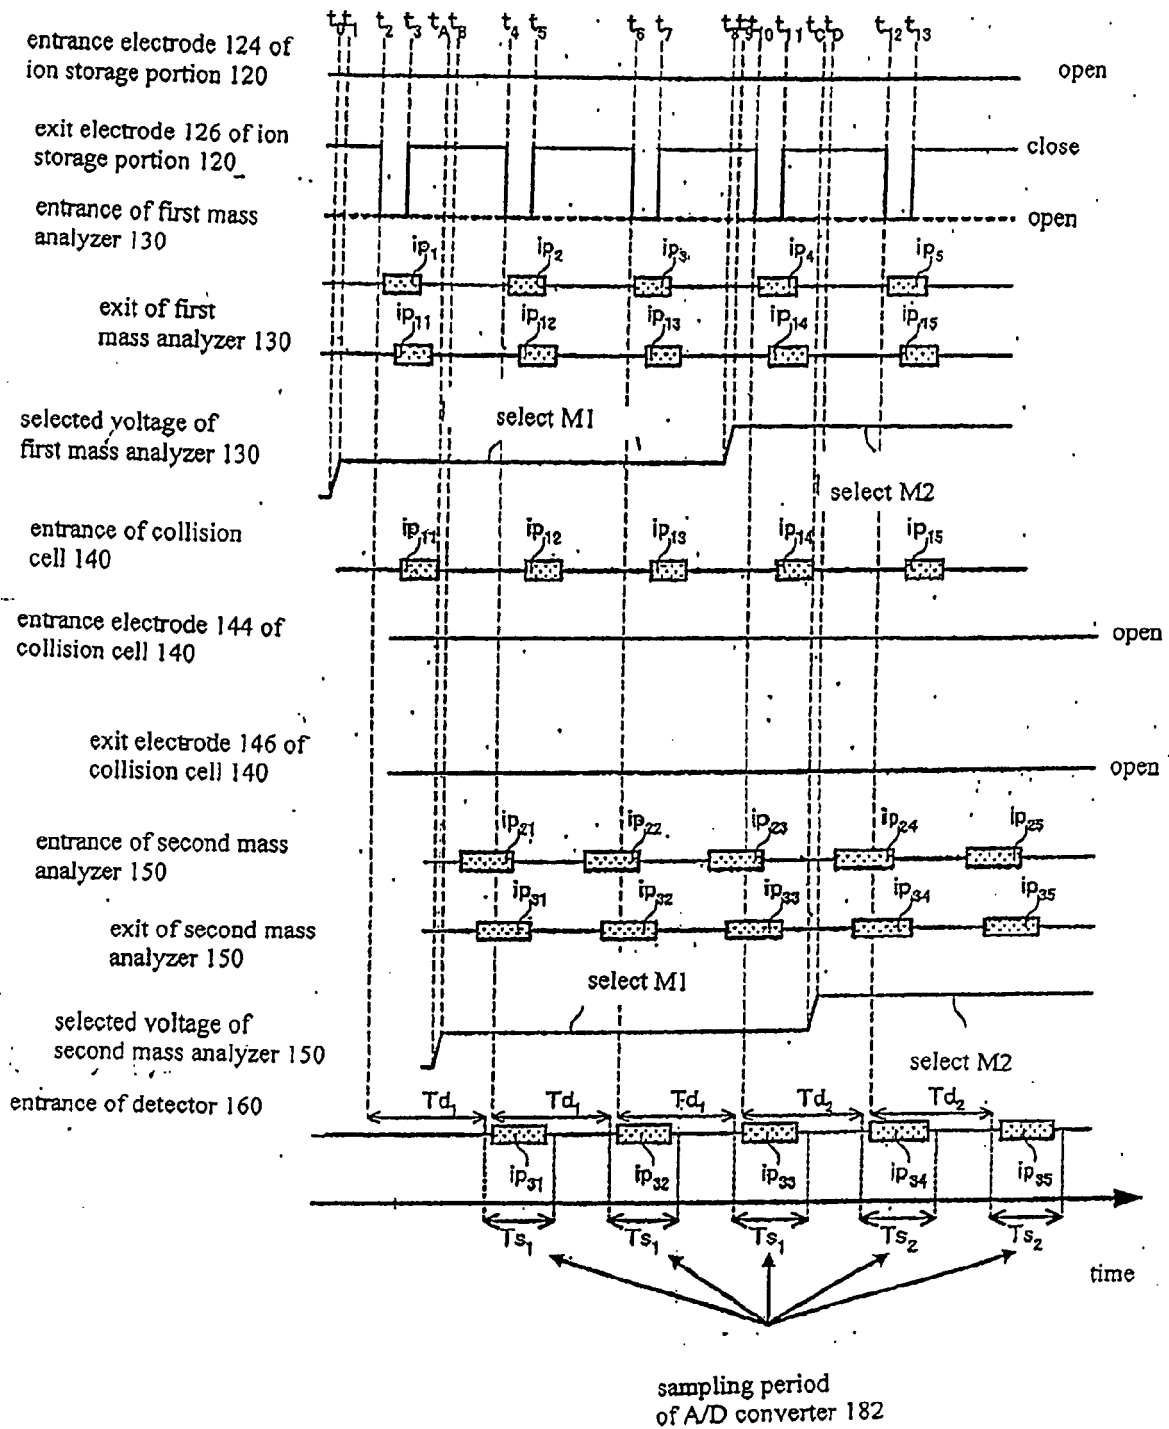 t0 t1 t2 t3 tA tB t4 t5 t6 t7 t8 t9 t10 t11 tC tD t12 t13
entrance electrode 124 of
ion storage portion 120
open
exit electrode 126 of ion
storage portion 120
close
entrance of first mass
analyzer 130
open
ip1 ip2 ip3 ip4 ip5
exit of first
mass analyzer 130
ip11 ip12 ip13 ip14 ip15
selected voltage of
first mass analyzer 130
select M1
select M2
entrance of collision
cell 140
ip11 ip12 ip13 ip14 ip15
entrance electrode 144 of
collision cell 140
open
exit electrode 146 of
collision cell 140
open
entrance of second mass
analyzer 150
ip21 ip22 ip23 ip24 ip25
exit of second mass
analyzer 150
ip31 ip32 ip33 ip34 ip35
selected voltage of
second mass analyzer 150
select M1
select M2
entrance of detector 160
Td1 Td1 Td1 Td2 Td2
ip31 ip32 ip33 ip34 ip35
Ts1 Ts1 Ts1 Ts2 Ts2
time
sampling period
of A/D converter 182